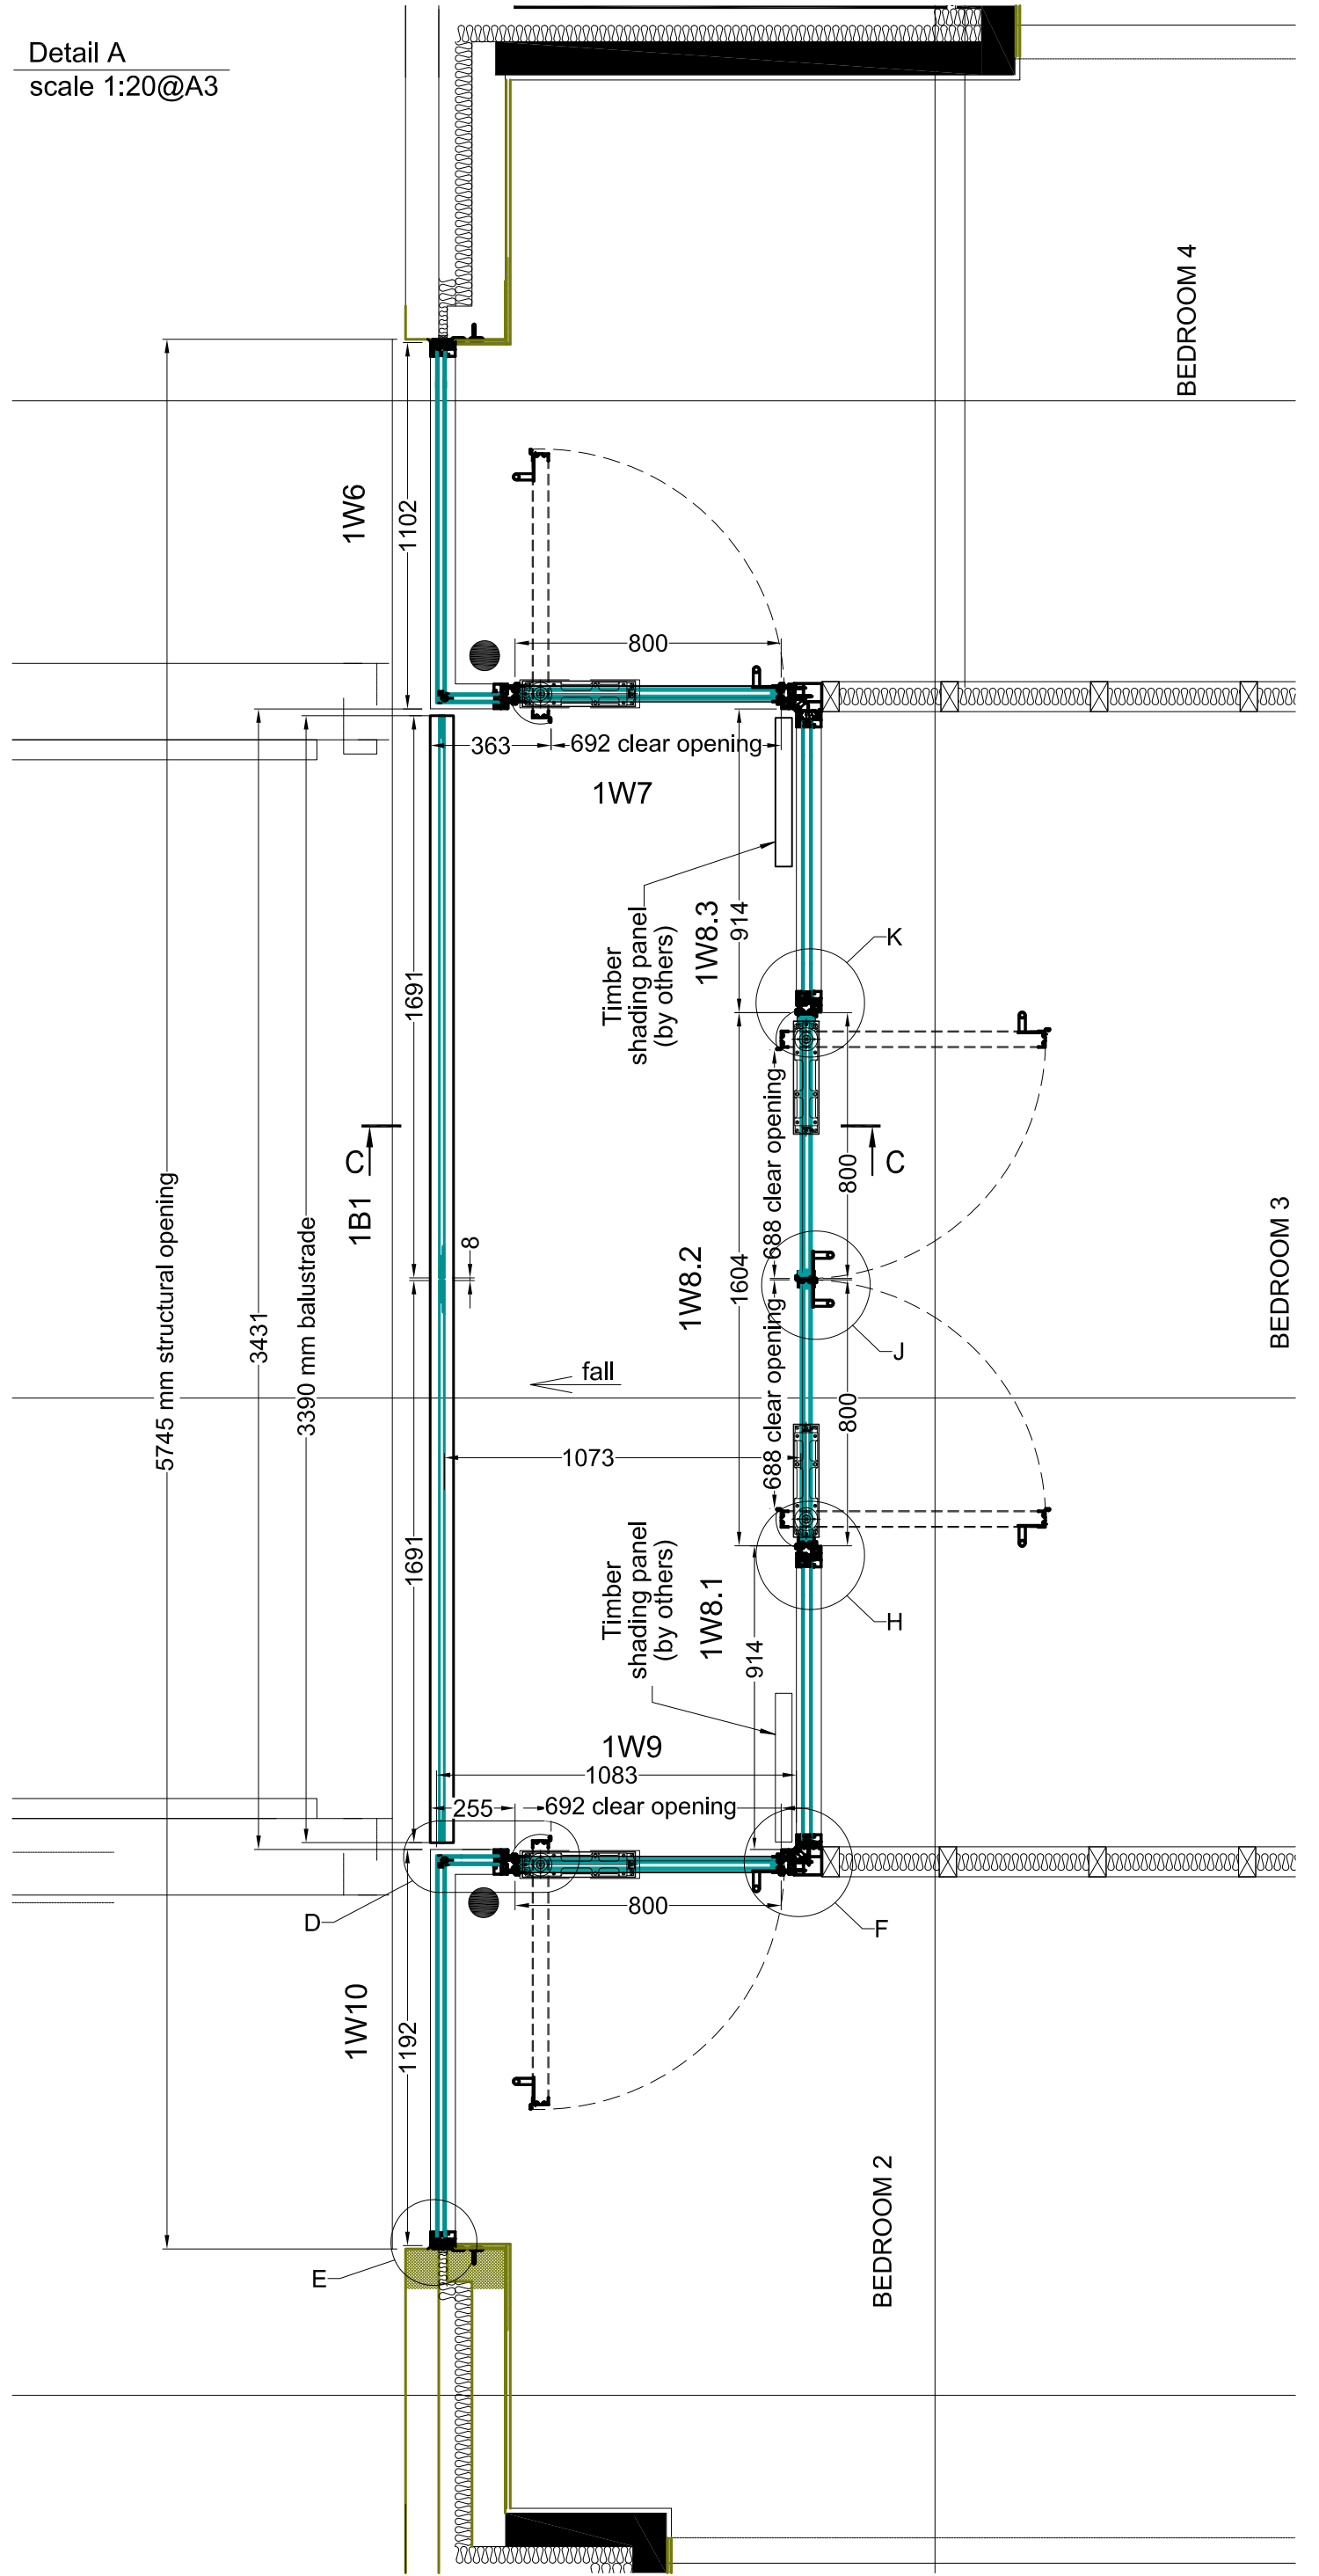 Detail A
scale 1:20@A3
BEDROOM 4
1W6
1102
800
363
692 clear opening
1W7
Timber
shading panel
(by others)
1W8.3
914
K
1691
C
C
1B1
8
688 clear opening
800
5745 mm structural opening
3431
3390 mm balustrade
1W8.2
1604
J
BEDROOM 3
fall
688 clear opening
800
1073
1691
Timber
shading panel
(by others)
1W8.1
914
H
1W9
1083
255
692 clear opening
800
D
F
1W10
1192
BEDROOM 2
E